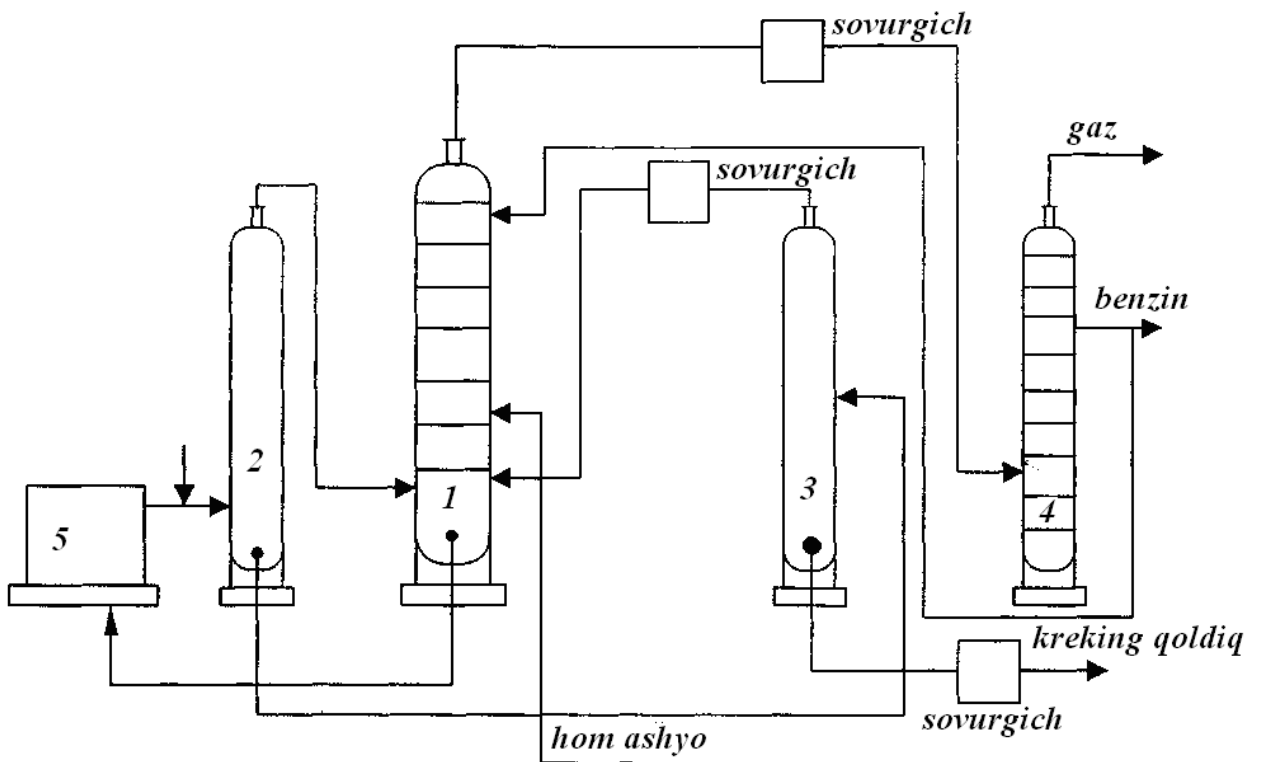 sovurgich
gaz
sovurgich
benzin
2
1
3
4
5
kreking qoldiq
sovurgich
hom ashyo